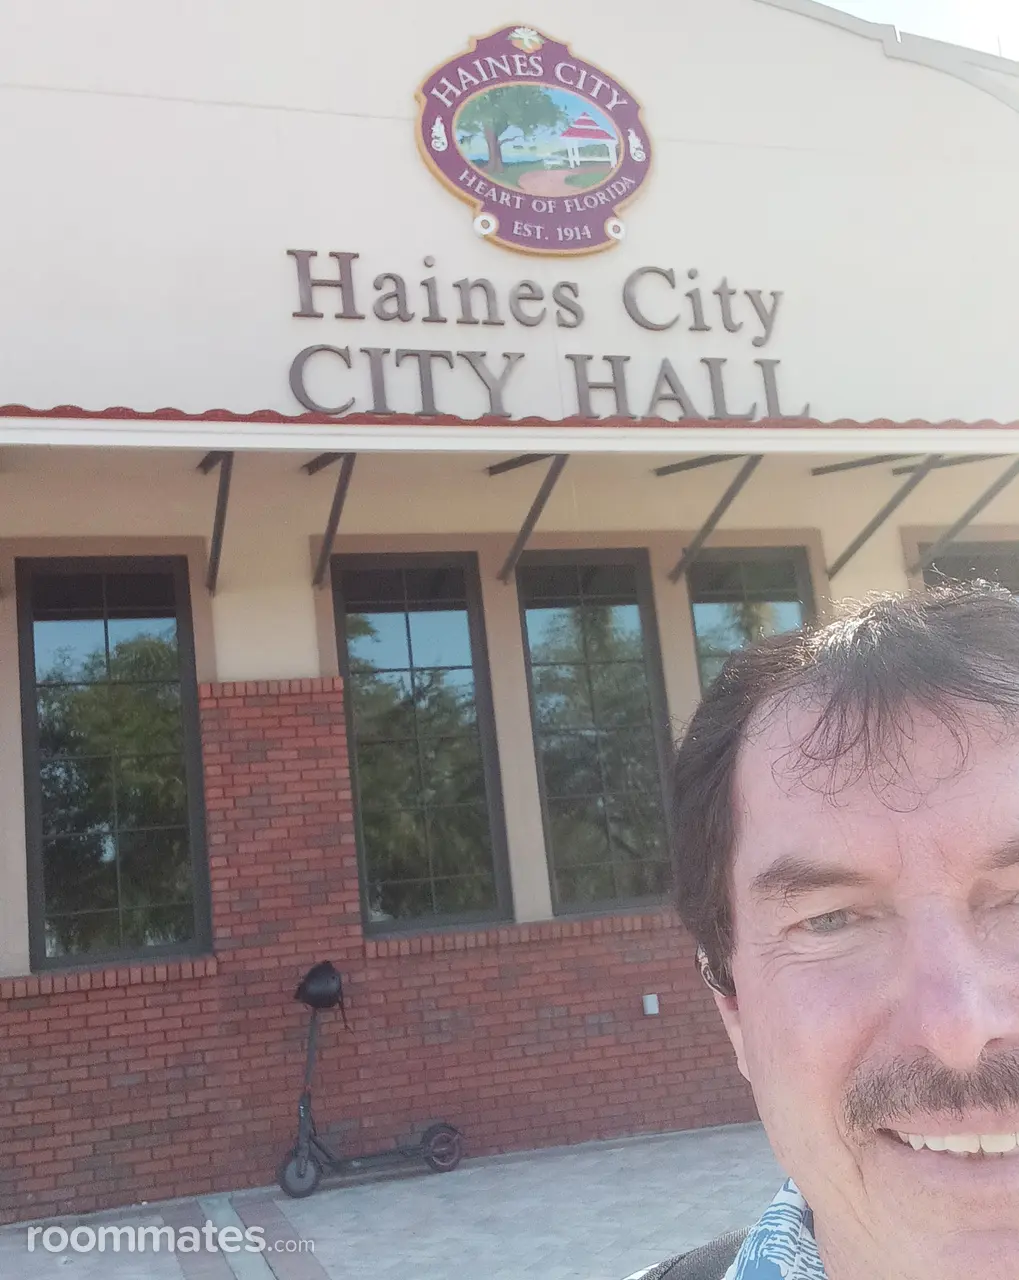 HAINES CITY
HEART OF FLORIDA
EST. 1914
Haines City
CITY HALL
roommates.com